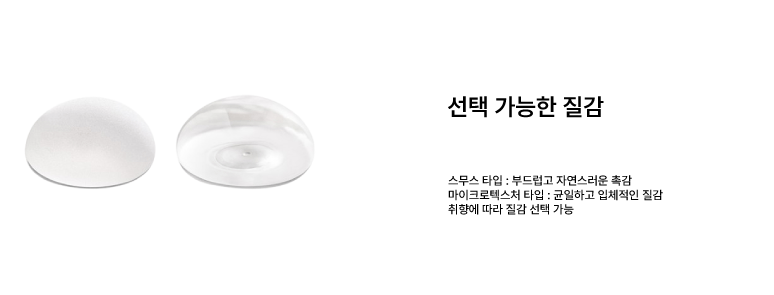 선택 가능한 질감
스무스 타입 : 부드럽고 자연스러운 촉감
마이크로텍스처 타입 : 균일하고 입체적인 질감
취향에 따라 질감 선택 가능